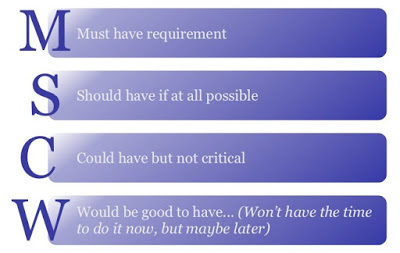 M Must have requirement
S Should have if at all possible
C Could have but not critical
W Would be good to have... (Won't have the time
to do it now, but maybe later)